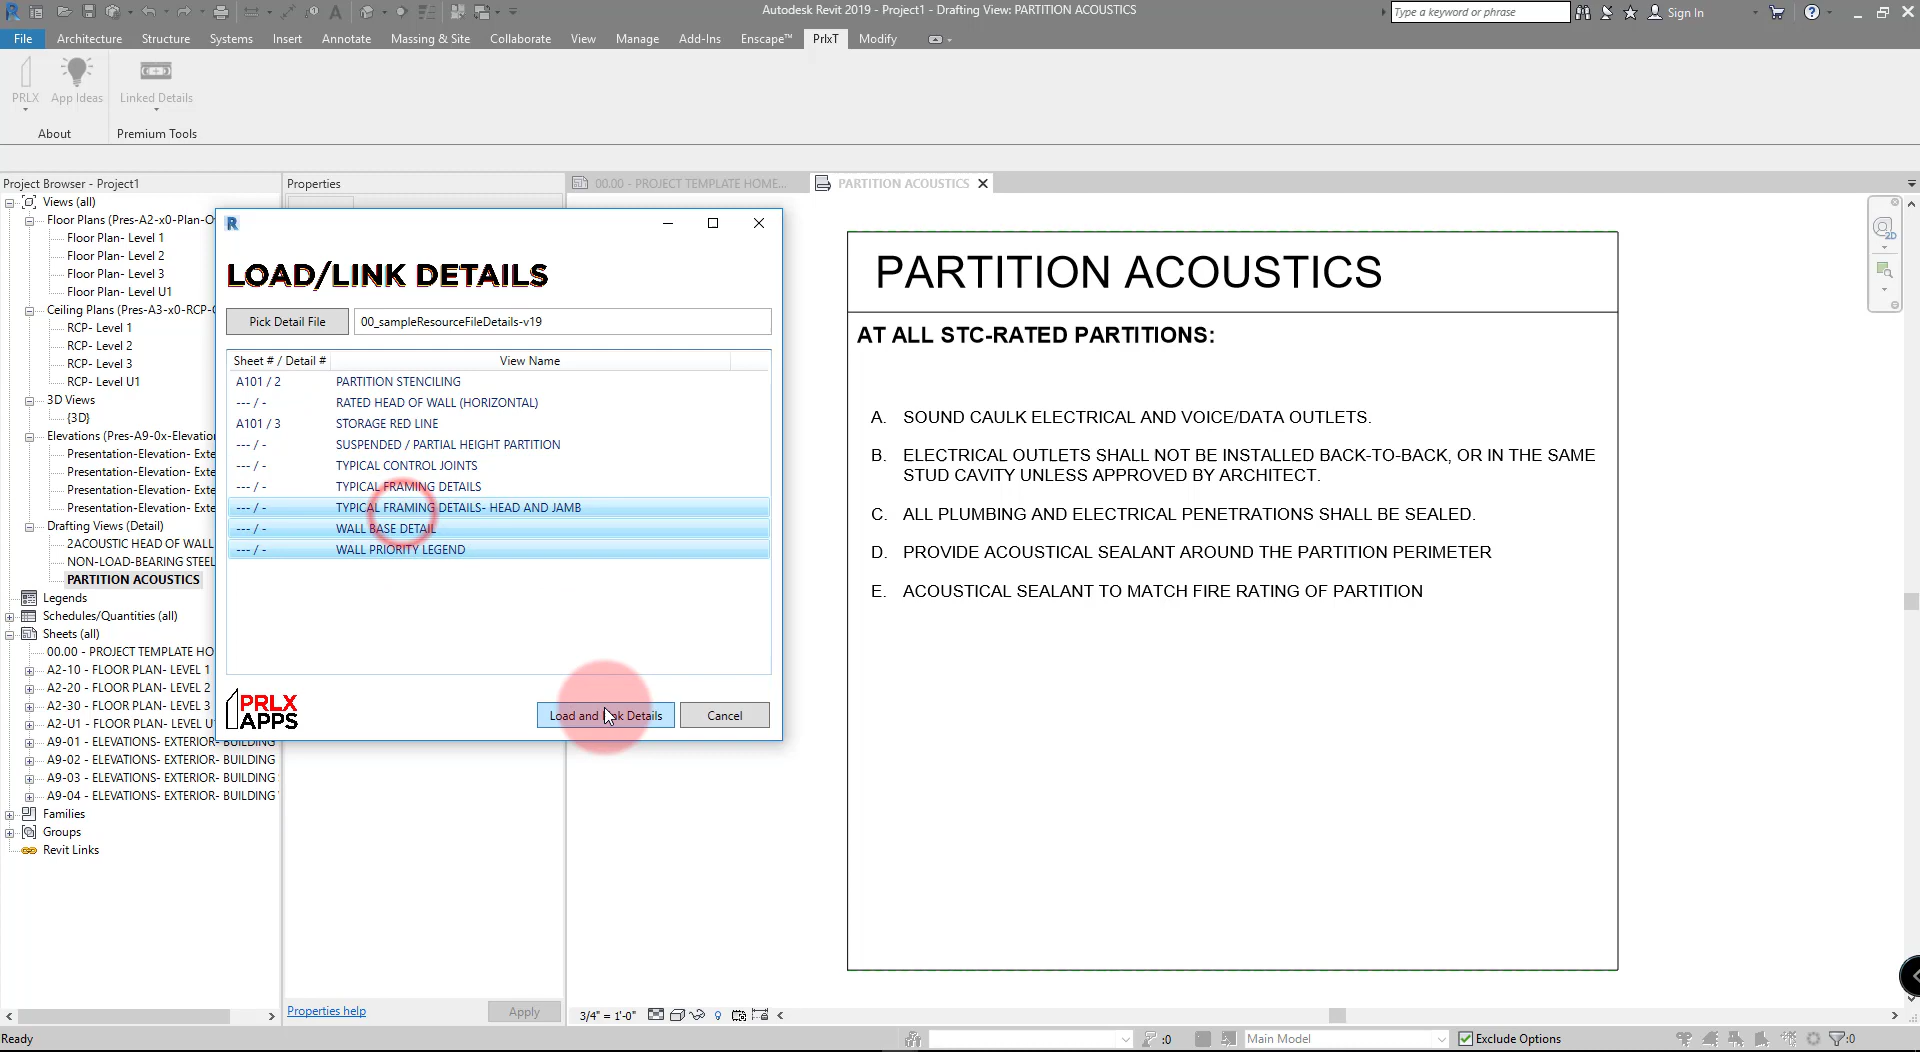 Autodesk Revit 2019 - Project1 - Drafting View: PARTITION ACOUSTICS
Type a keyword or phrase
Sign In
File
Architecture
Structure
Systems
Insert
Annotate
Massing & Site
Collaborate
View
Manage
Add-Ins
Enscape™
PrlxT
Modify
PRLX
App Ideas
Linked Details
About
Premium Tools
Project Browser - Project1
Properties
00.00 - PROJECT TEMPLATE HOME...
PARTITION ACOUSTICS
Views (all)
Floor Plans (Pres-A2-x0-Plan-O
Floor Plan- Level 1
Floor Plan- Level 2
Floor Plan- Level 3
Floor Plan- Level U1
Ceiling Plans (Pres-A3-x0-RCP-C
RCP- Level 1
RCP- Level 2
RCP- Level 3
RCP- Level U1
3D Views
{3D}
Elevations (Pres-A9-0x-Elevation
Presentation-Elevation- Exte
Presentation-Elevation- Exte
Presentation-Elevation- Exte
Presentation-Elevation- Exte
Drafting Views (Detail)
2ACOUSTIC HEAD OF WALL
NON-LOAD-BEARING STEEL
PARTITION ACOUSTICS
Legends
Schedules/Quantities (all)
Sheets (all)
00.00 - PROJECT TEMPLATE HO
A2-10 - FLOOR PLAN- LEVEL 1
A2-20 - FLOOR PLAN- LEVEL 2
A2-30 - FLOOR PLAN- LEVEL 3
A2-U1 - FLOOR PLAN- LEVEL U
A9-01 - ELEVATIONS- EXTERIOR- BUILDING
A9-02 - ELEVATIONS- EXTERIOR- BUILDING
A9-03 - ELEVATIONS- EXTERIOR- BUILDING
A9-04 - ELEVATIONS- EXTERIOR- BUILDING
Families
Groups
Revit Links
LOAD/LINK DETAILS
Pick Detail File
00_sampleResourceFileDetails-v19
Sheet # / Detail # View Name
A101 / 2 PARTITION STENCILING
--- / - RATED HEAD OF WALL (HORIZONTAL)
A101 / 3 STORAGE RED LINE
--- / - SUSPENDED / PARTIAL HEIGHT PARTITION
--- / - TYPICAL CONTROL JOINTS
--- / - TYPICAL FRAMING DETAILS
--- / - TYPICAL FRAMING DETAILS- HEAD AND JAMB
--- / - WALL BASE DETAIL
--- / - WALL PRIORITY LEGEND
PRLX
APPS
Load and Link Details
Cancel
PARTITION ACOUSTICS
AT ALL STC-RATED PARTITIONS:
A. SOUND CAULK ELECTRICAL AND VOICE/DATA OUTLETS.
B. ELECTRICAL OUTLETS SHALL NOT BE INSTALLED BACK-TO-BACK, OR IN THE SAME
STUD CAVITY UNLESS APPROVED BY ARCHITECT.
C. ALL PLUMBING AND ELECTRICAL PENETRATIONS SHALL BE SEALED.
D. PROVIDE ACOUSTICAL SEALANT AROUND THE PARTITION PERIMETER
E. ACOUSTICAL SEALANT TO MATCH FIRE RATING OF PARTITION
2D
Properties help
Apply
3/4" = 1'-0"
Ready
:0
Main Model
Exclude Options
:0